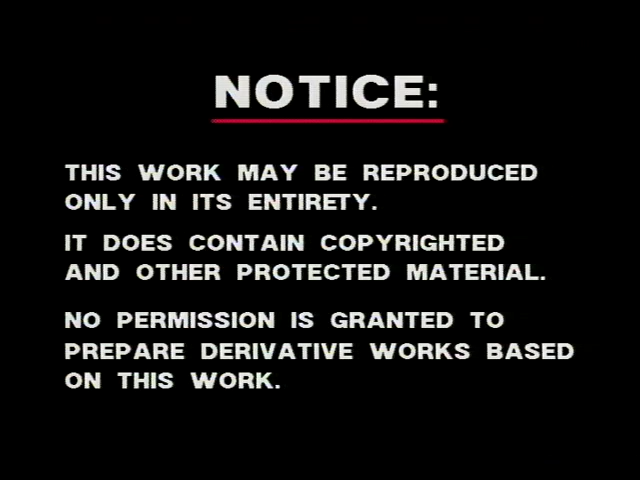 NOTICE:
THIS WORK MAY BE REPRODUCED
ONLY IN ITS ENTIRETY.
IT DOES CONTAIN COPYRIGHTED
AND OTHER PROTECTED MATERIAL.
NO PERMISSION IS GRANTED TO
PREPARE DERIVATIVE WORKS BASED
ON THIS WORK.